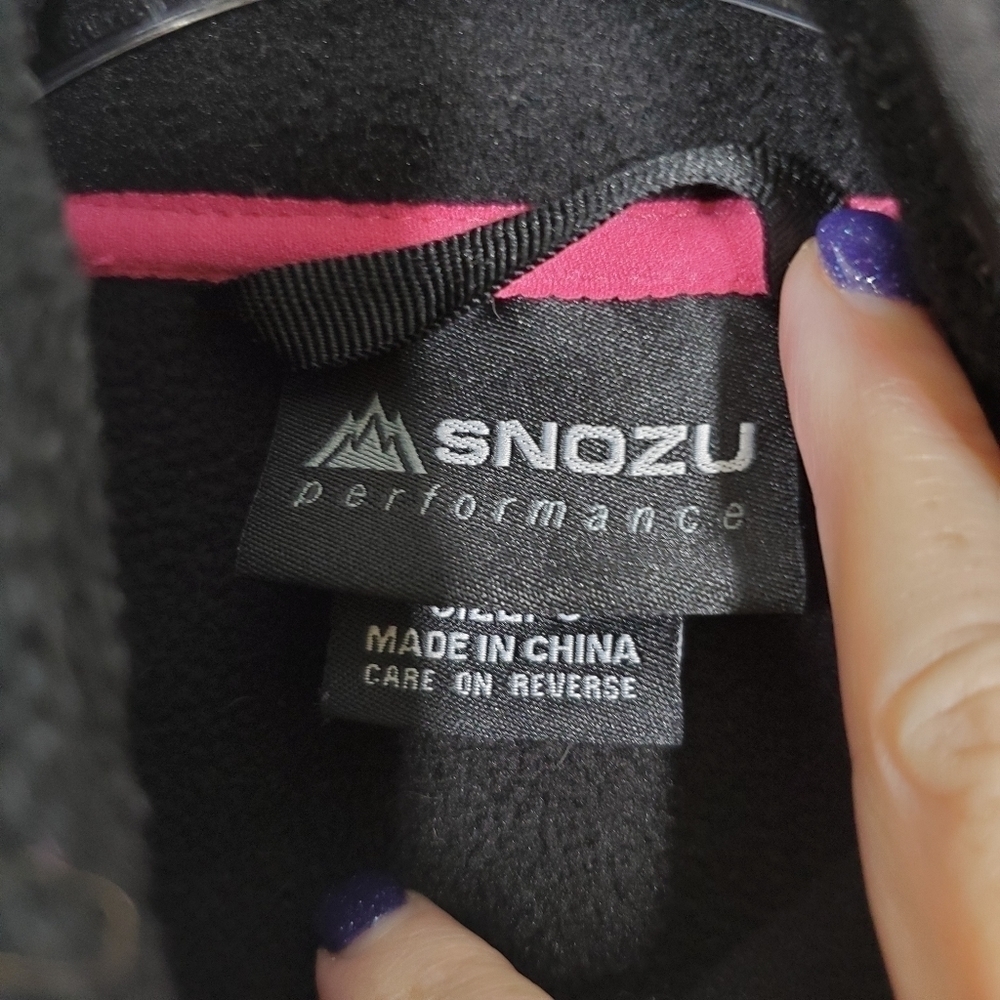 SNOZU
performance
MADE IN CHINA
CARE ON REVERSE